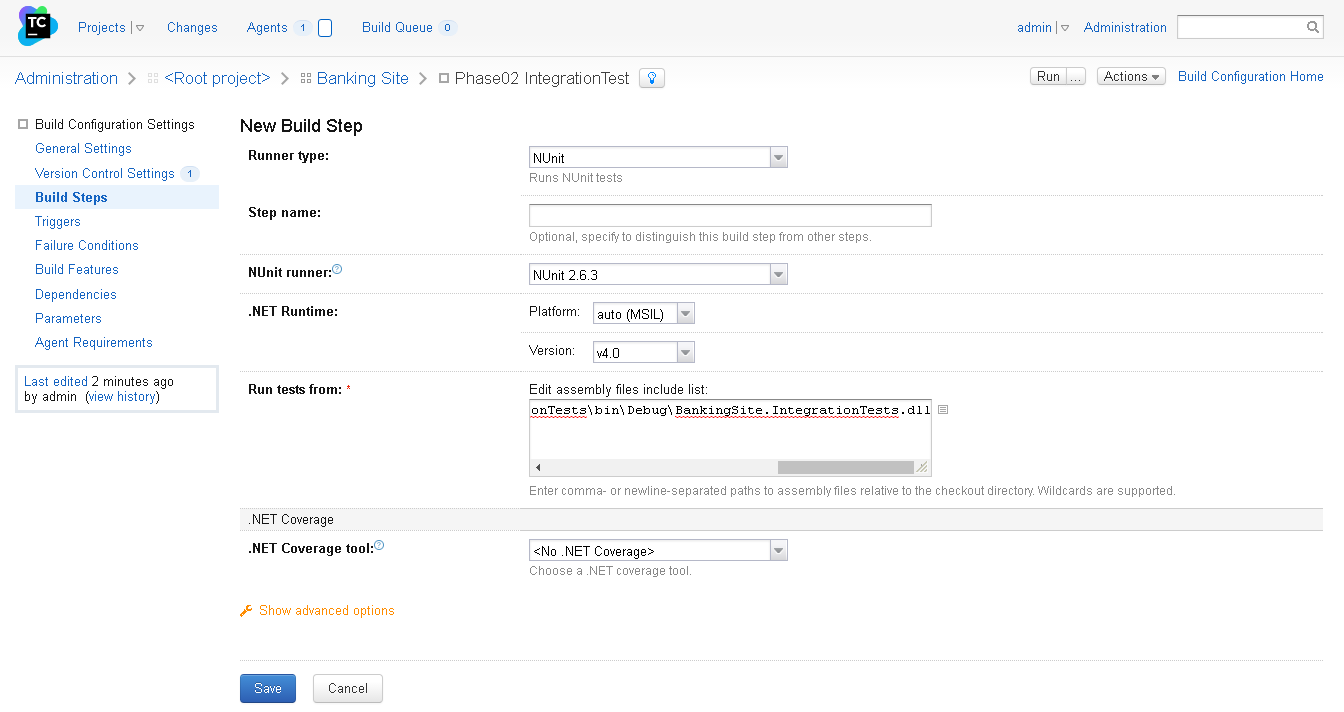 TC
Projects
Changes
Agents 1
Build Queue 0
admin
Administration
Administration > <Root project> > Banking Site > Phase02 IntegrationTest
Run ...
Actions
Build Configuration Home
Build Configuration Settings
General Settings
Version Control Settings 1
Build Steps
Triggers
Failure Conditions
Build Features
Dependencies
Parameters
Agent Requirements
Last edited 2 minutes ago
by admin (view history)
New Build Step
Runner type:
NUnit
Runs NUnit tests
Step name:
Optional, specify to distinguish this build step from other steps.
NUnit runner:?
NUnit 2.6.3
.NET Runtime:
Platform: auto (MSIL)
Version: v4.0
Run tests from: *
Edit assembly files include list:
onTests\bin\Debug\BankingSite.IntegrationTests.dll
Enter comma- or newline-separated paths to assembly files relative to the checkout directory. Wildcards are supported.
.NET Coverage
.NET Coverage tool:?
<No .NET Coverage>
Choose a .NET coverage tool.
Show advanced options
Save
Cancel